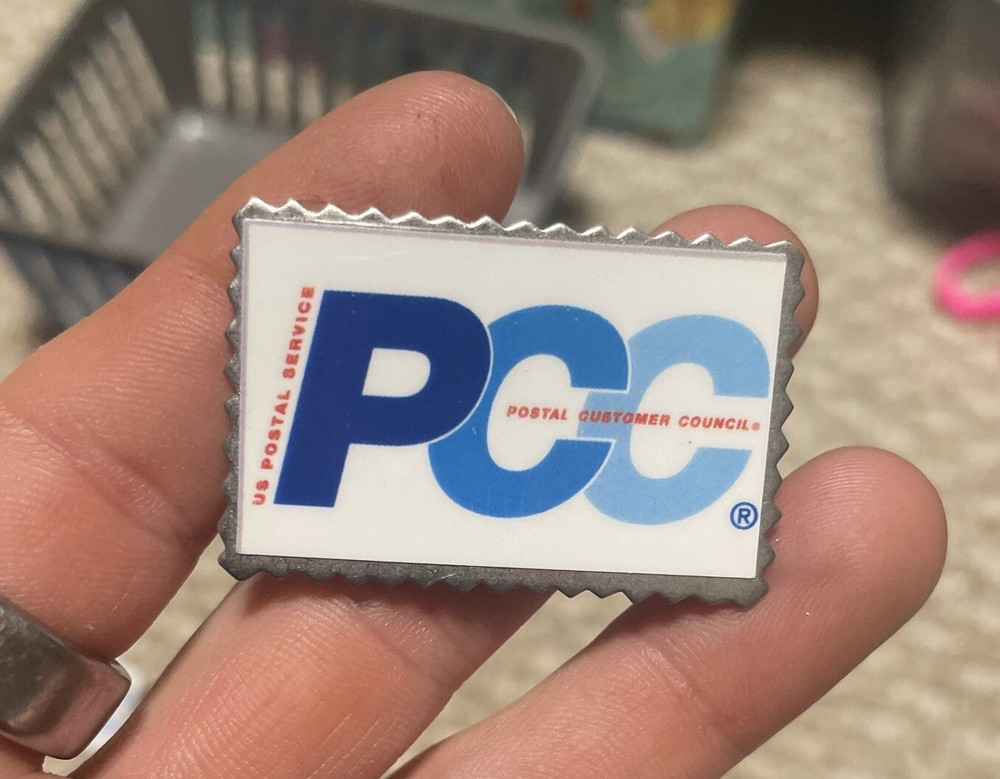 US POSTAL SERVICE
PCC
POSTAL CUSTOMER COUNCIL®
®